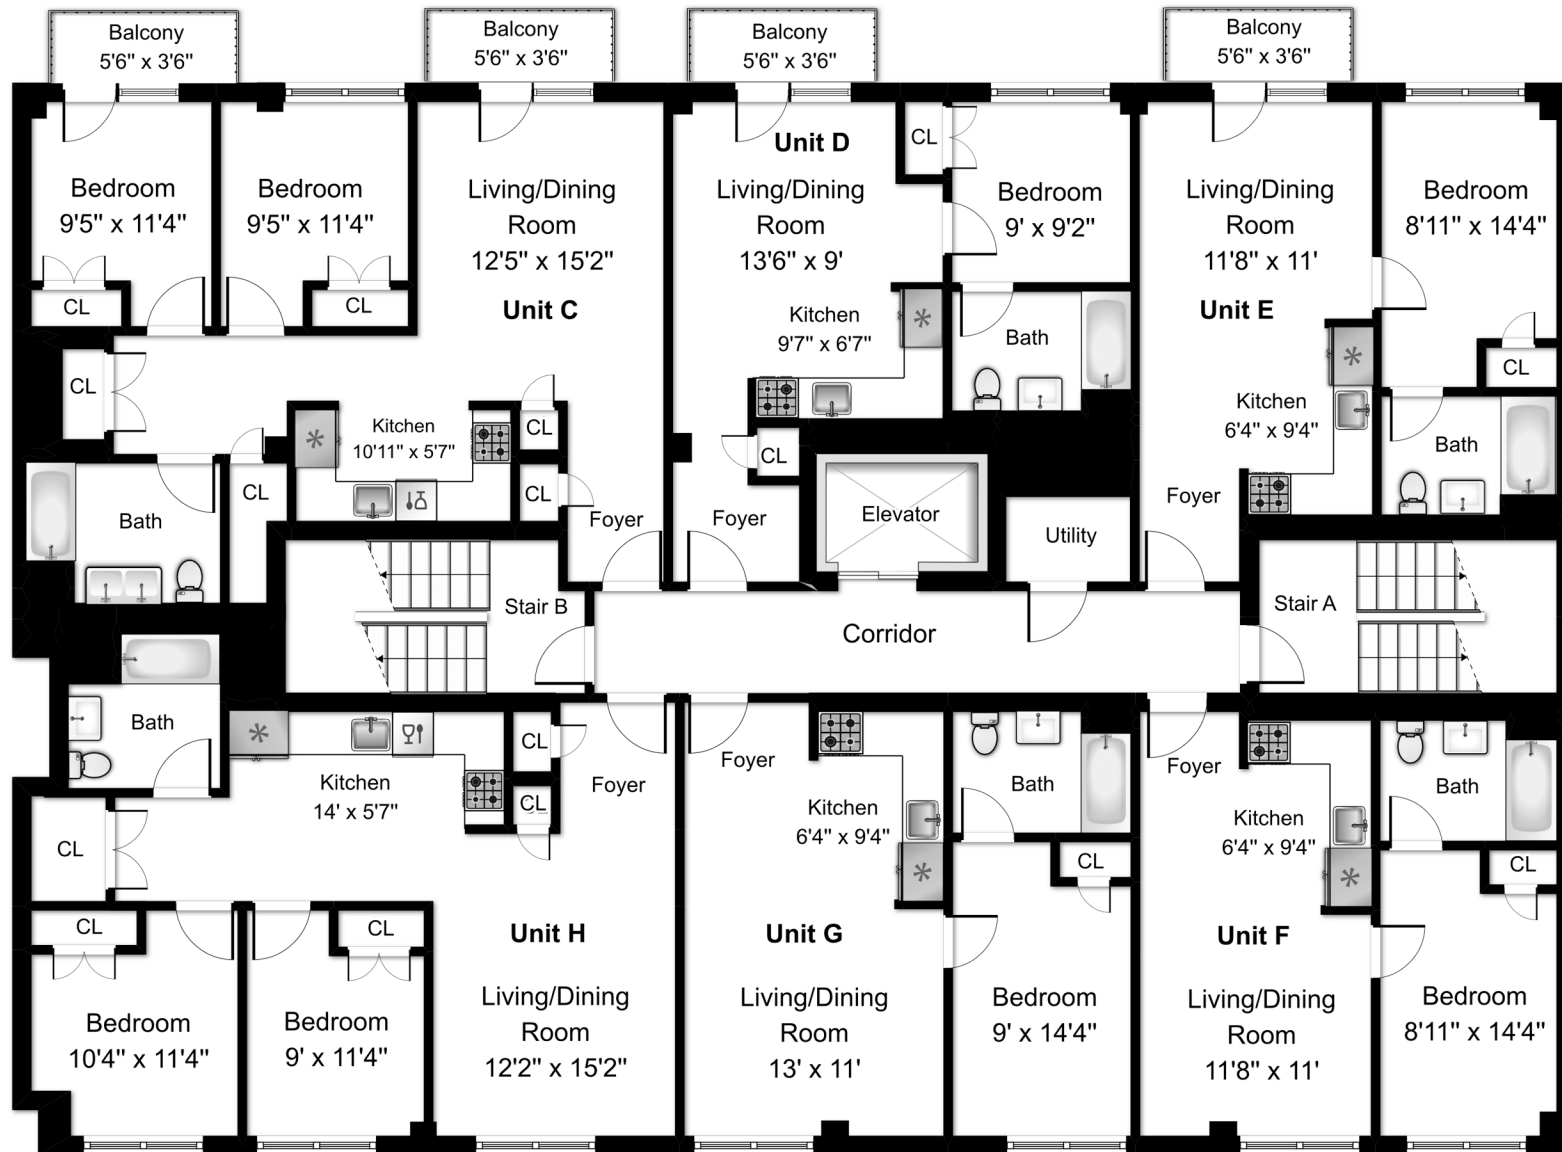 Balcony
5'6" x 3'6"
Balcony
5'6" x 3'6"
Balcony
5'6" x 3'6"
Balcony
5'6" x 3'6"
Bedroom
9'5" x 11'4"
CL
Bedroom
9'5" x 11'4"
CL
Living/Dining
Room
12'5" x 15'2"
Unit C
CL
Kitchen
10'11" x 5'7"
CL
CL
CL
Bath
Foyer
Unit D
Living/Dining
Room
13'6" x 9'
CL
Bedroom
9' x 9'2"
Kitchen
9'7" x 6'7"
Bath
CL
Foyer
Elevator
Utility
Living/Dining
Room
11'8" x 11'
Unit E
Bedroom
8'11" x 14'4"
CL
Kitchen
6'4" x 9'4"
Bath
Foyer
Stair B
Corridor
Stair A
Bath
Kitchen
14' x 5'7"
CL
CL
Foyer
CL
CL
CL
Unit H
Bedroom
10'4" x 11'4"
Bedroom
9' x 11'4"
Living/Dining
Room
12'2" x 15'2"
Foyer
Kitchen
6'4" x 9'4"
Bath
CL
Unit G
Living/Dining
Room
13' x 11'
Bedroom
9' x 14'4"
Foyer
Kitchen
6'4" x 9'4"
Bath
CL
Unit F
Living/Dining
Room
11'8" x 11'
Bedroom
8'11" x 14'4"